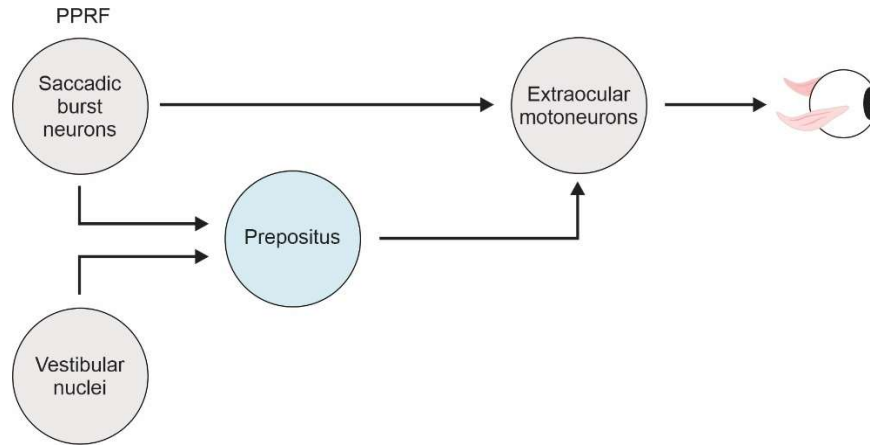 PPRF
Saccadic
burst
neurons
Extraocular
motoneurons
Prepositus
Vestibular
nuclei